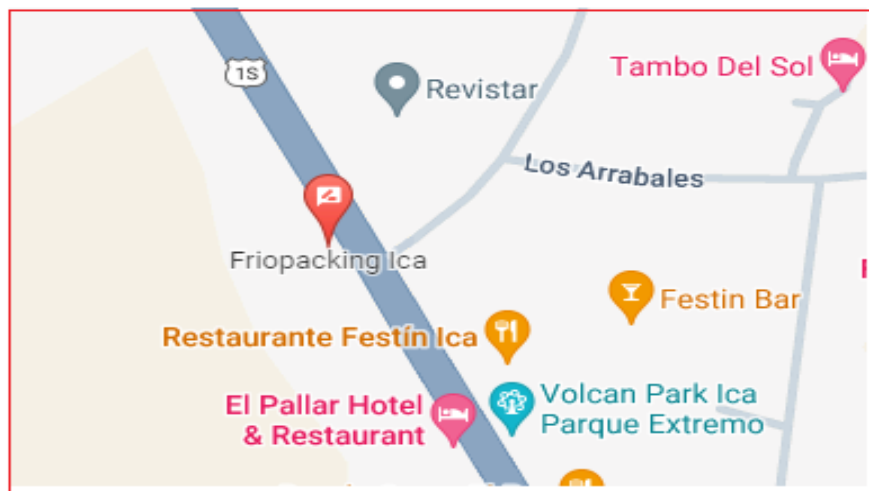 1S
Revistar
Tambo Del Sol
Los Arrabales
Friopacking Ica
Festin Bar
Restaurante Festín Ica
El Pallar Hotel
& Restaurant
Volcan Park Ica
Parque Extremo